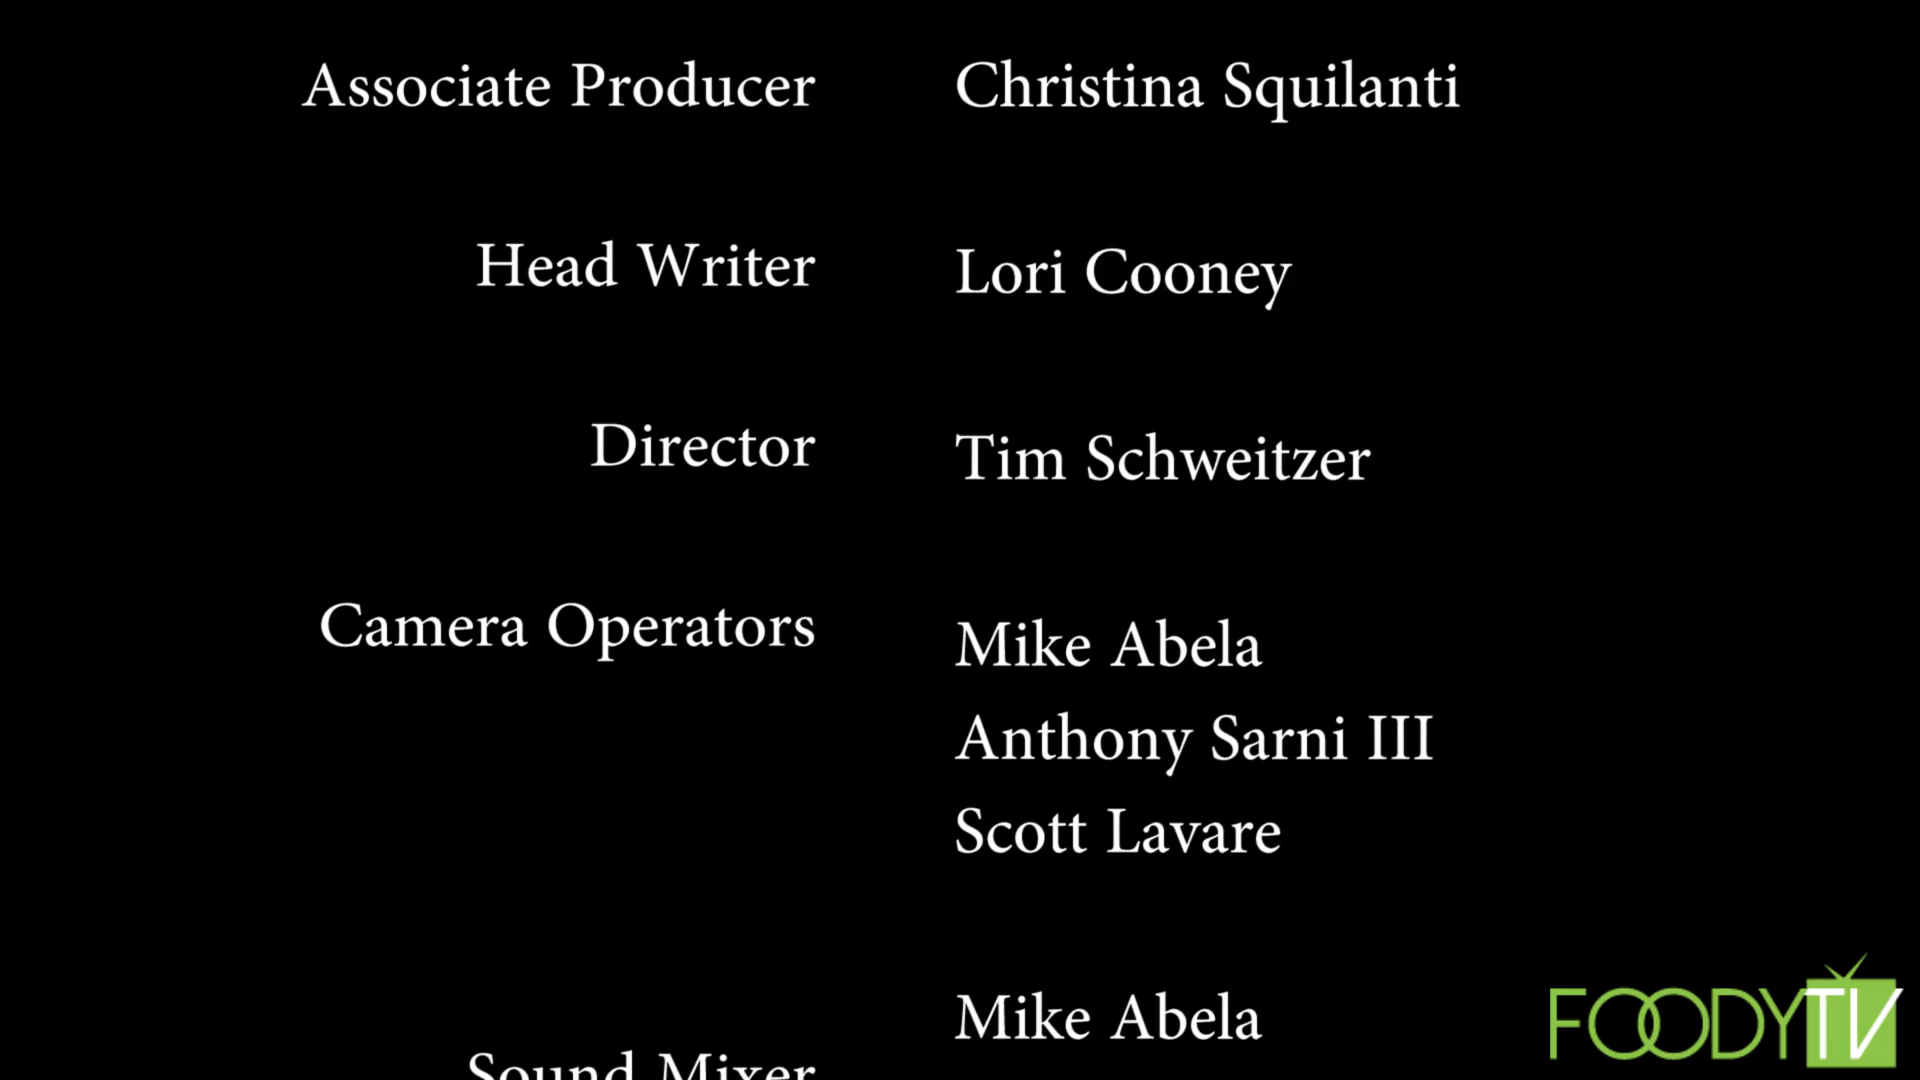 Associate Producer Christina Squilanti
Head Writer Lori Cooney
Director Tim Schweitzer
Camera Operators Mike Abela
Anthony Sarni III
Scott Lavare
Mike Abela
Sound Mixer
FOODYTV